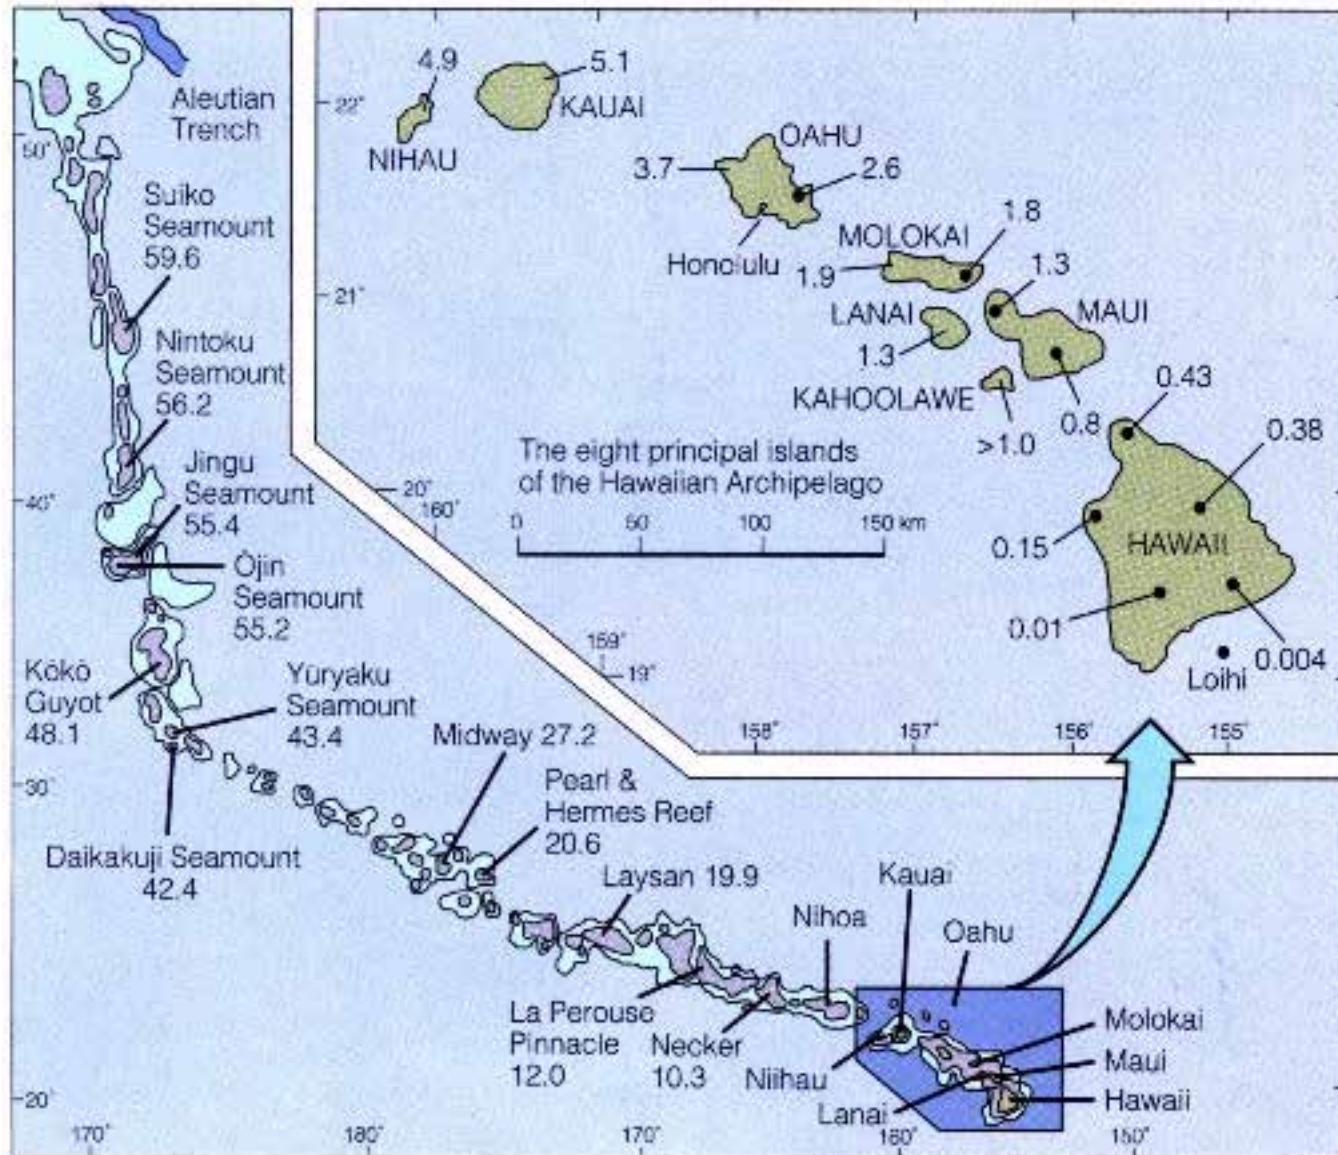 Aleutian
Trench
50°
Suiko
Seamount
59.6
Nintoku
Seamount
56.2
Jingu
Seamount
55.4
40°
Ōjin
Seamount
55.2
Kōkō
Guyot
48.1
Yūryaku
Seamount
43.4
30°
Daikakuji Seamount
42.4
Midway 27.2
Pearl &
Hermes Reef
20.6
Laysan 19.9
La Perouse
Pinnacle
12.0
Necker
10.3
Nihoa
Niihau
Kauai
Oahu
Molokai
Maui
Lanai
Hawaii
20°
170°
180°
170°
160°
150°
22°
21°
20°
160°
159°
19°
158°
157°
156°
155°
4.9
NIHAU
5.1
KAUAI
OAHU
3.7
2.6
Honolulu
MOLOKAI
1.8
1.9
LANAI
1.3
1.3
MAUI
0.8
KAHOOLAWE
>1.0
0.43
0.38
0.15
HAWAII
0.01
0.004
Loihi
The eight principal islands
of the Hawaiian Archipelago
0 50 100 150 km